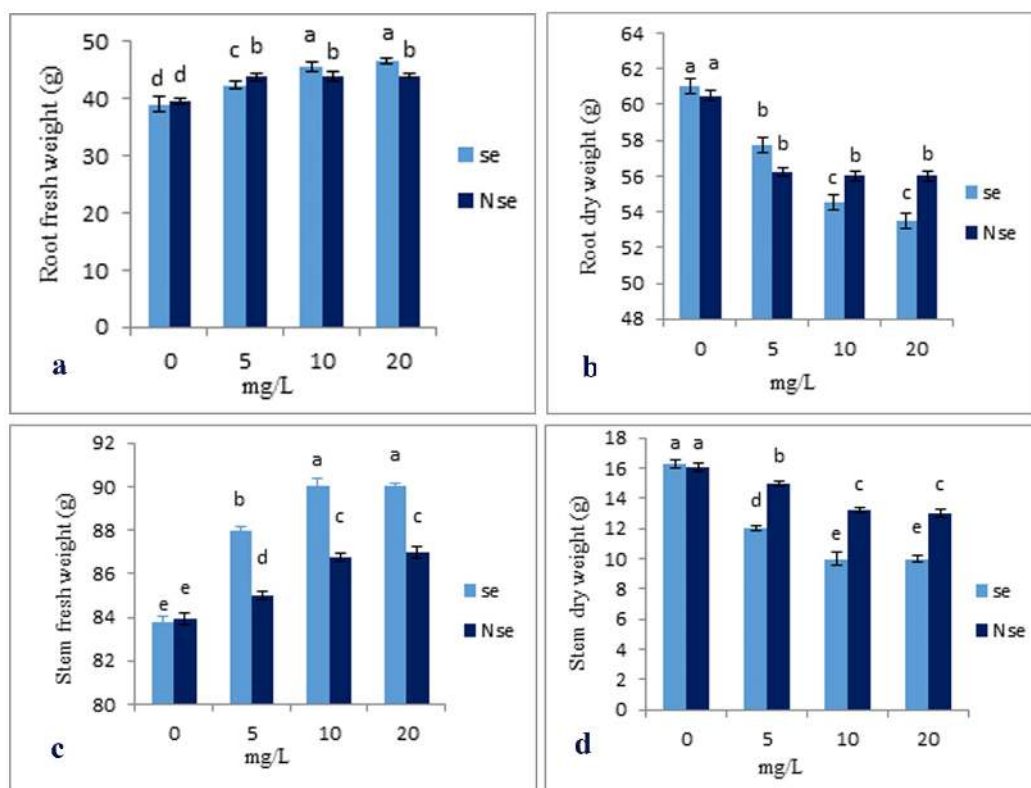 Root fresh weight (g)
50
40
30
20
10
0
d d
c b
a b
a b
se
Nse
0 5 10 20
mg/L
a
Root dry weight (g)
64
62
60
58
56
54
52
50
48
a a
b b
c b
c b
se
Nse
0 5 10 20
mg/L
b
Stem fresh weight (g)
92
90
88
86
84
82
80
e e
b d
a c
a c
se
Nse
0 5 10 20
mg/L
c
Stem dry weight (g)
18
16
14
12
10
8
6
4
2
0
a a
d b
e c
e c
se
Nse
0 5 10 20
mg/L
d